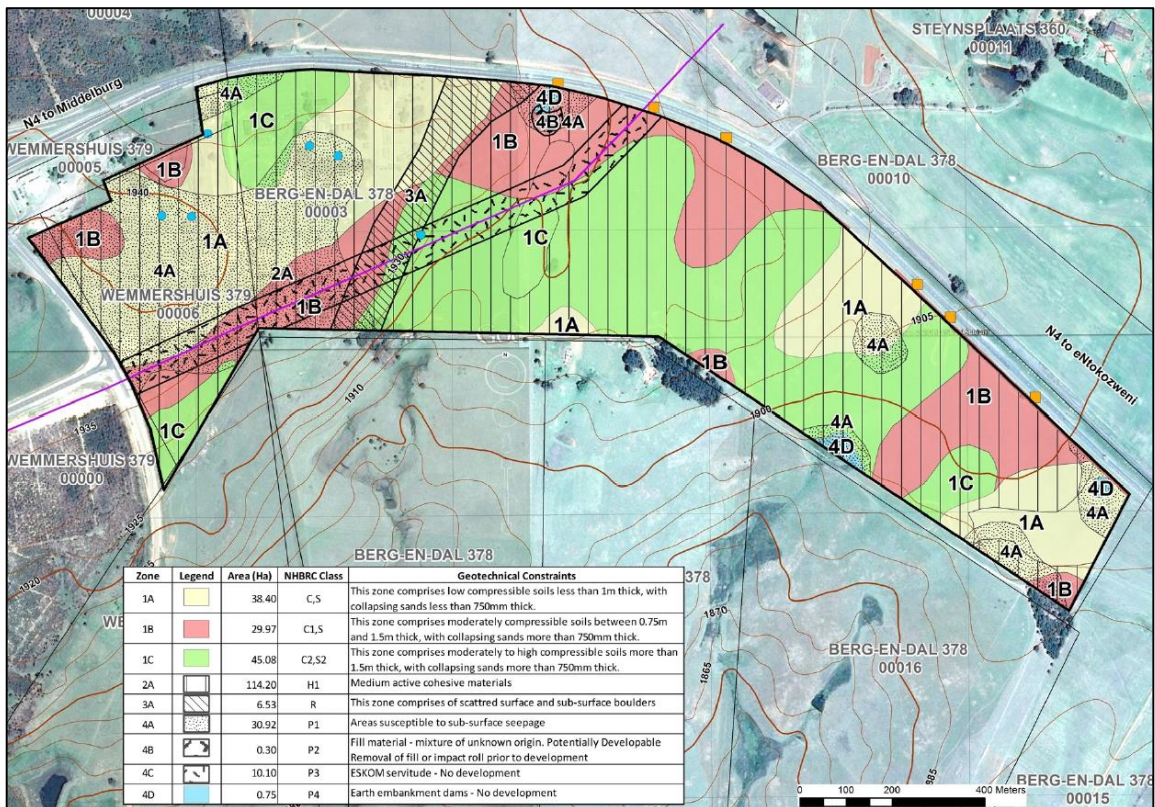 00004
STEYNSPLAATS 360
00011
N4 to Middelburg
4A
4D
4B
4A
1C
1B
WEMMERSHUIS 379
00005
1B
BERG-EN-DAL 378
00010
1940
BERG-EN-DAL 378
00003
3A
1B
1A
1C
4A
2A
1930
1A
WEMMERSHUIS 379
00006
1B
1A
1905
4A
N4 to eNtokozweni
1B
1B
1910
1900
1935
4A
1C
4D
WEMMERSHUIS 379
00000
1C
4D
4A
1A
1925
4A
BERG-EN-DAL 378
1B
1920
378
1870
BERG-EN-DAL 378
00016
1865
1885
BERG-EN-DAL 378
00015
Zone Legend Area (Ha) NHBRC Class Geotechnical Constraints
1A 38.40 C,S This zone comprises low compressible soils less than 1m thick, with
collapsing sands less than 750mm thick.
1B 29.97 C1,S This zone comprises moderately compressible soils between 0.75m
and 1.5m thick, with collapsing sands more than 750mm thick.
1C 45.08 C2,S2 This zone comprises moderately to high compressible soils more than
1.5m thick, with collapsing sands more than 750mm thick.
2A 114.20 H1 Medium active cohesive materials
3A 6.53 R This zone comprises of scattred surface and sub-surface boulders
4A 30.92 P1 Areas susceptible to sub-surface seepage
4B 0.30 P2 Fill material - mixture of unknown origin. Potentially Developable
Removal of fill or impact roll prior to development
4C 10.10 P3 ESKOM servitude - No development
4D 0.75 P4 Earth embankment dams - No development
0 100 200 400 Meters